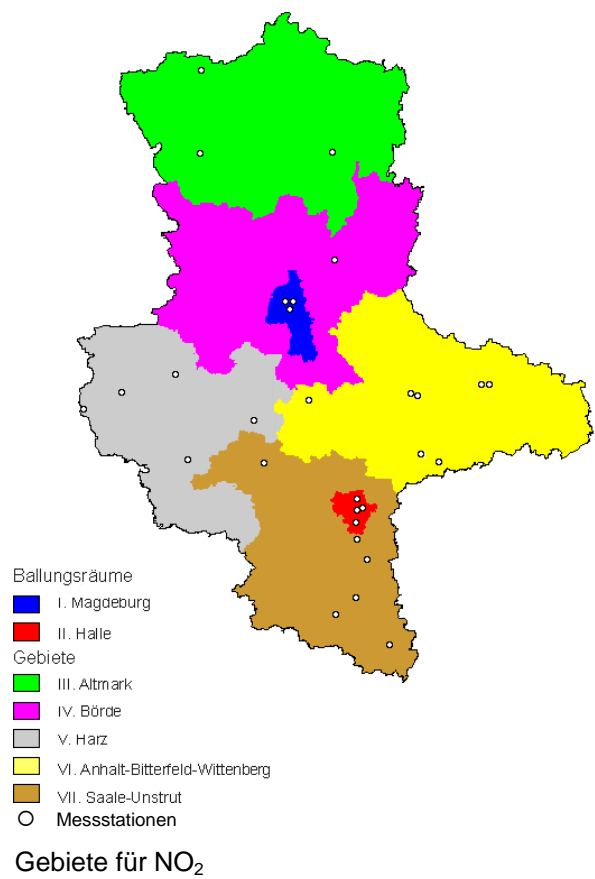 Ballungsräume
I. Magdeburg
II. Halle
Gebiete
III. Altmark
IV. Börde
V. Harz
VI. Anhalt-Bitterfeld-Wittenberg
VII. Saale-Unstrut
Messstationen
Gebiete für NO₂